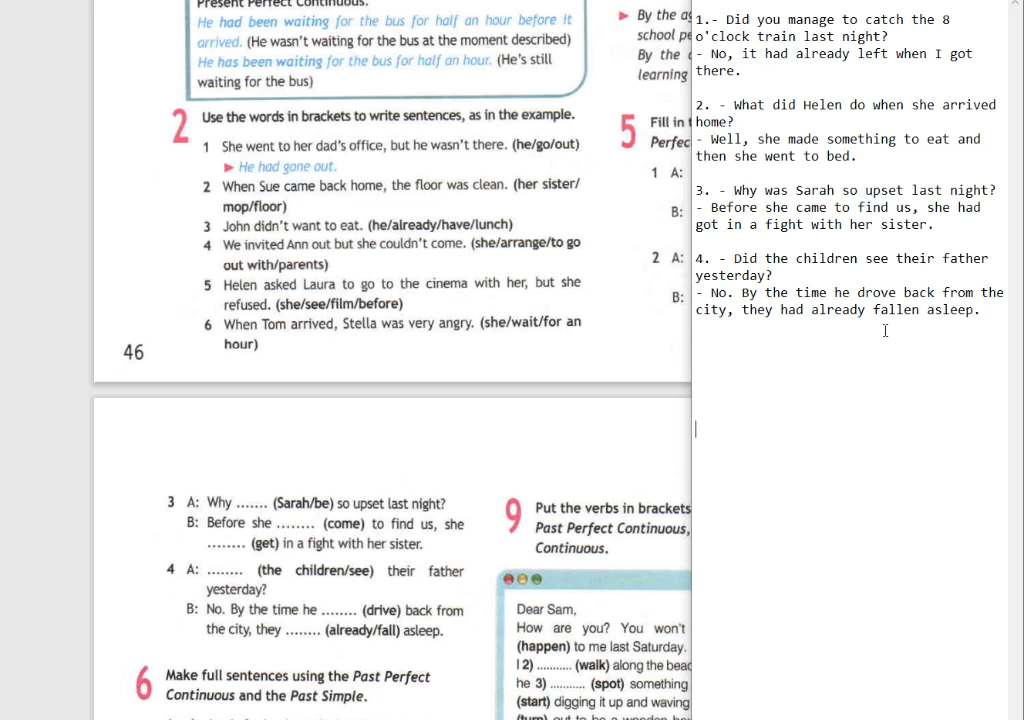 Present Perfect Continuous.
He had been waiting for the bus for half an hour before it
arrived. (He wasn't waiting for the bus at the moment described)
He has been waiting for the bus for half an hour. (He's still
waiting for the bus)
2 Use the words in brackets to write sentences, as in the example.
1 She went to her dad's office, but he wasn't there. (he/go/out)
► He had gone out.
2 When Sue came back home, the floor was clean. (her sister/
mop/floor)
3 John didn't want to eat. (he/already/have/lunch)
4 We invited Ann out but she couldn't come. (she/arrange/to go
out with/parents)
5 Helen asked Laura to go to the cinema with her, but she
refused. (she/see/film/before)
6 When Tom arrived, Stella was very angry. (she/wait/for an
hour)
46
► By the
school
By the
learning
5 Fill in
1 A:
B:
2 A:
B:
3 A: Why ....... (Sarah/be) so upset last night?
B: Before she ........ (come) to find us, she
........ (get) in a fight with her sister.
4 A: ........ (the children/see) their father
yesterday?
B: No. By the time he ........ (drive) back from
the city, they ........ (already/fall) asleep.
6 Make full sentences using the Past Perfect
Continuous and the Past Simple.
9 Put the verbs in brackets
Past Perfect Continuous,
Continuous.
Dear Sam,
How are you? You won't
(happen) to me last Saturday.
2) .......... (walk) along the
he 3) .......... (spot) something
(start) digging it up and waving
(turn) out to be a wooden
1.- Did you manage to catch the 8
o'clock train last night?
- No, it had already left when I got
there.
2. - What did Helen do when she arrived
home?
- Well, she made something to eat and
then she went to bed.
3. - Why was Sarah so upset last night?
- Before she came to find us, she had
got in a fight with her sister.
4. - Did the children see their father
yesterday?
- No. By the time he drove back from the
city, they had already fallen asleep.